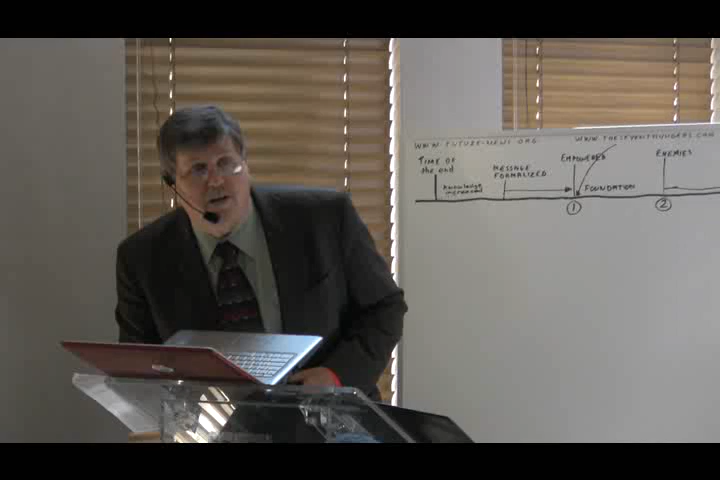 WWW.FUTURE-NEWS.ORG WWW.THESEVENTHUNDERS.COM
TIME OF the end
Knowledge increased
MESSAGE FORMALIZED
EMPOWERED
FOUNDATION
ENEMIES
1
2